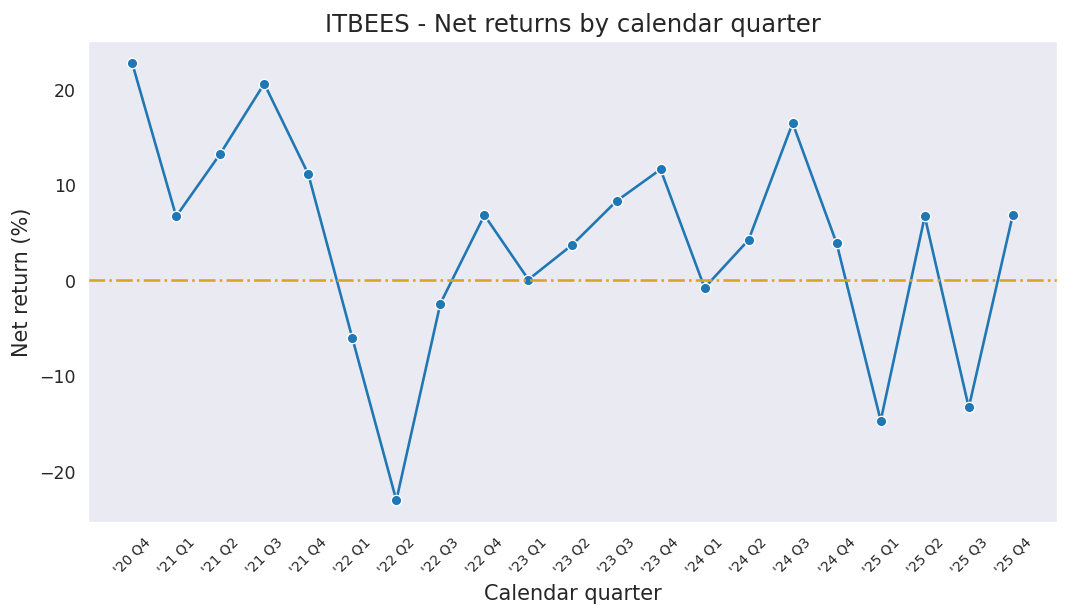 ITBEES - Net returns by calendar quarter
Net return (%)
20
10
0
−10
−20
'20 Q4
'21 Q1
'21 Q2
'21 Q3
'21 Q4
'22 Q1
'22 Q2
'22 Q3
'22 Q4
'23 Q1
'23 Q2
'23 Q3
'23 Q4
'24 Q1
'24 Q2
'24 Q3
'24 Q4
'25 Q1
'25 Q2
'25 Q3
'25 Q4
Calendar quarter